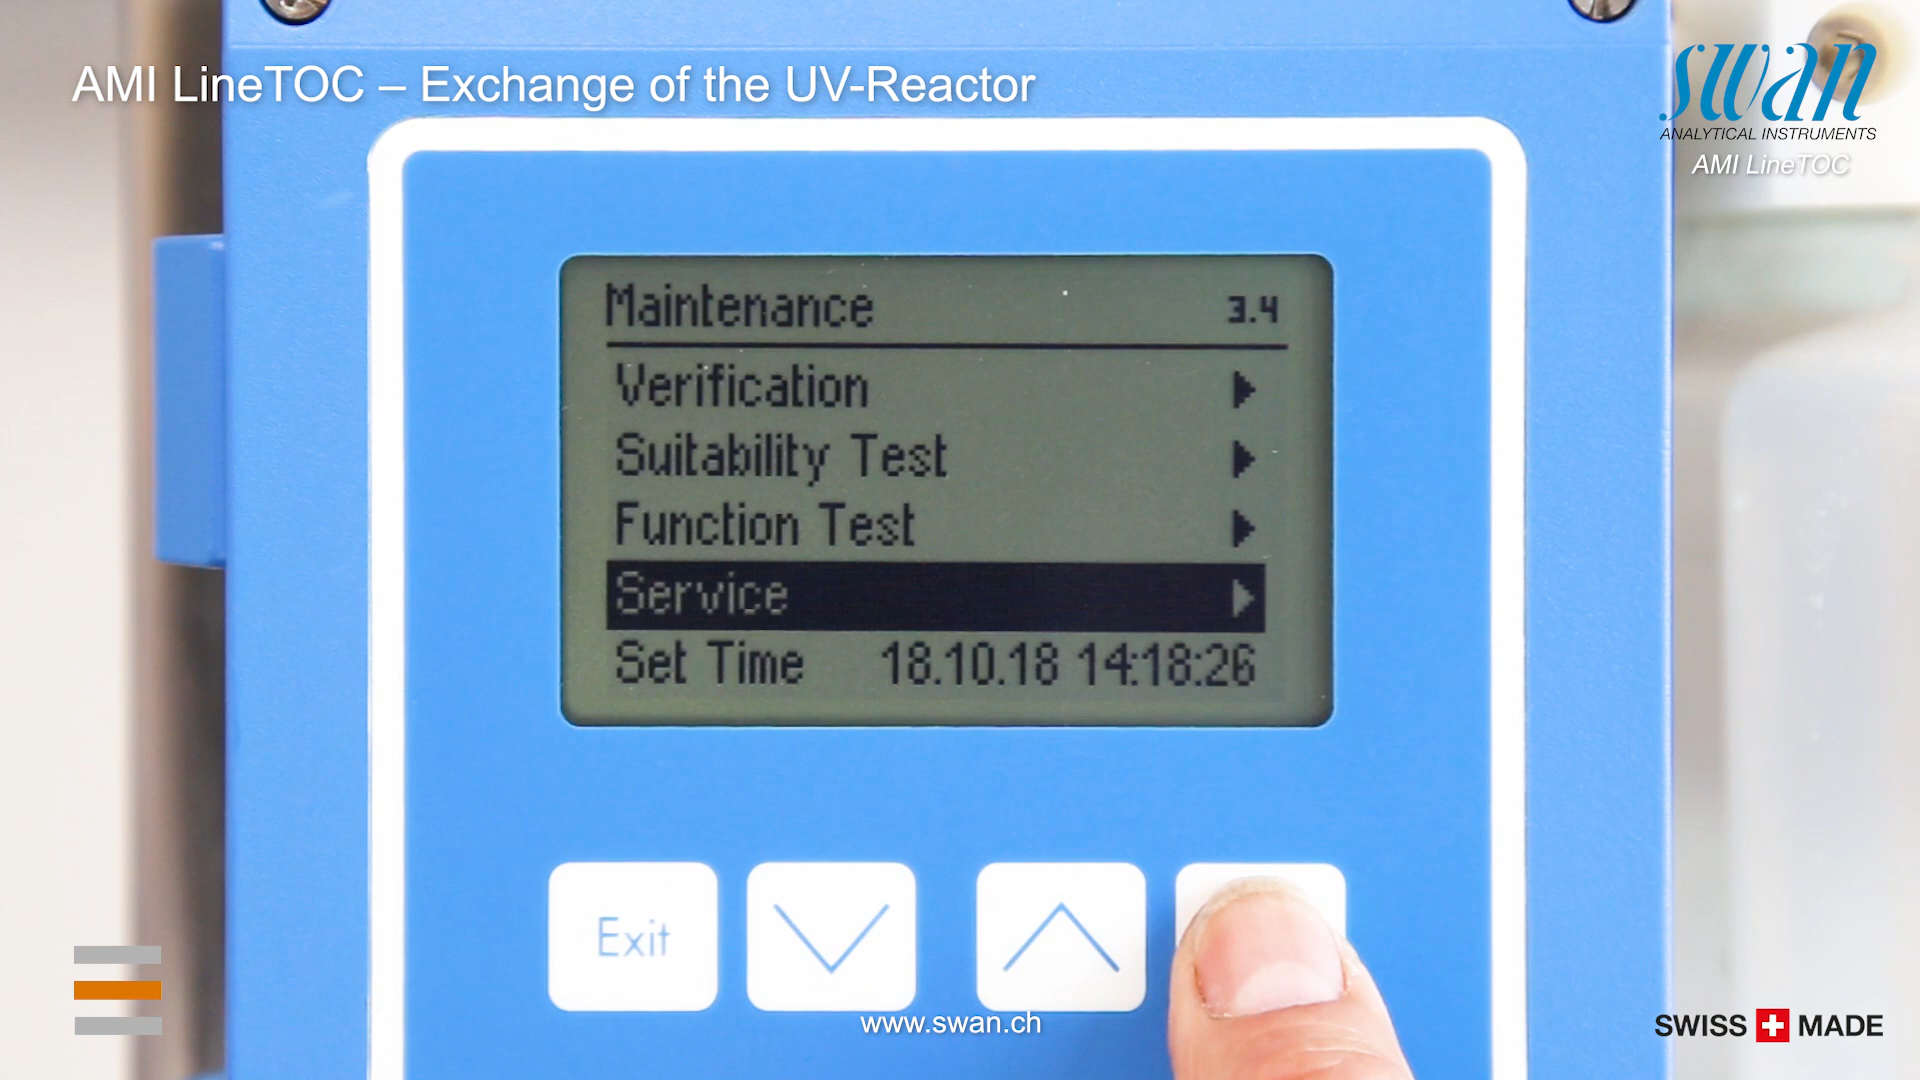 AMI LineTOC – Exchange of the UV-Reactor
swan
ANALYTICAL INSTRUMENTS
AMI LineTOC
Maintenance 3.4
Verification
Suitability Test
Function Test
Service
Set Time 18.10.18 14:18:26
Exit
www.swan.ch
SWISS MADE